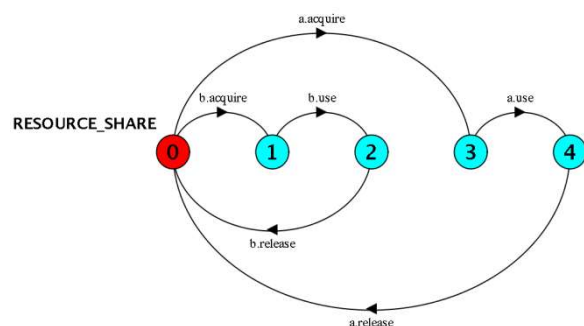 a.acquire
b.acquire
b.use
a.use
RESOURCE_SHARE
0
1
2
3
4
b.release
a.release